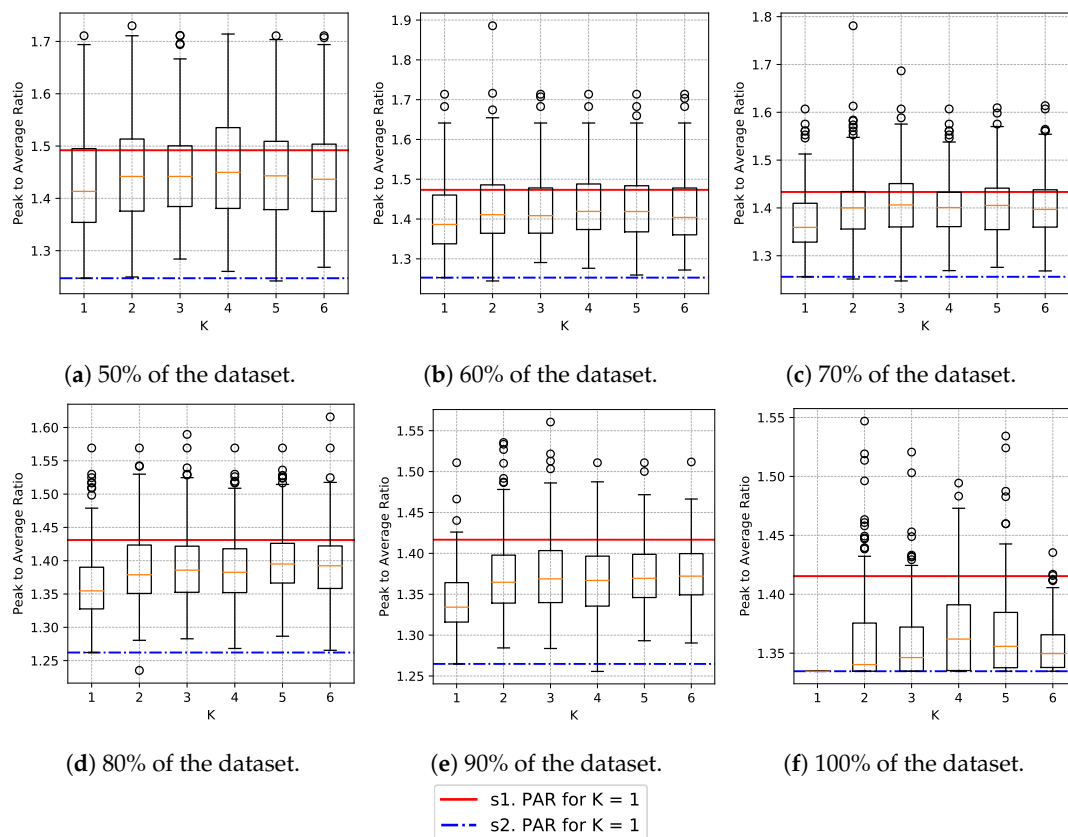 Peak to Average Ratio
1.7
1.6
1.5
1.4
1.3
1 2 3 4 5 6
K
(a) 50% of the dataset.
Peak to Average Ratio
1.9
1.8
1.7
1.6
1.5
1.4
1.3
1 2 3 4 5 6
K
(b) 60% of the dataset.
Peak to Average Ratio
1.8
1.7
1.6
1.5
1.4
1.3
1 2 3 4 5 6
K
(c) 70% of the dataset.
Peak to Average Ratio
1.60
1.55
1.50
1.45
1.40
1.35
1.30
1.25
1 2 3 4 5 6
K
(d) 80% of the dataset.
Peak to Average Ratio
1.55
1.50
1.45
1.40
1.35
1.30
1.25
1 2 3 4 5 6
K
(e) 90% of the dataset.
Peak to Average Ratio
1.55
1.50
1.45
1.40
1.35
1 2 3 4 5 6
K
(f) 100% of the dataset.
s1. PAR for K = 1
s2. PAR for K = 1